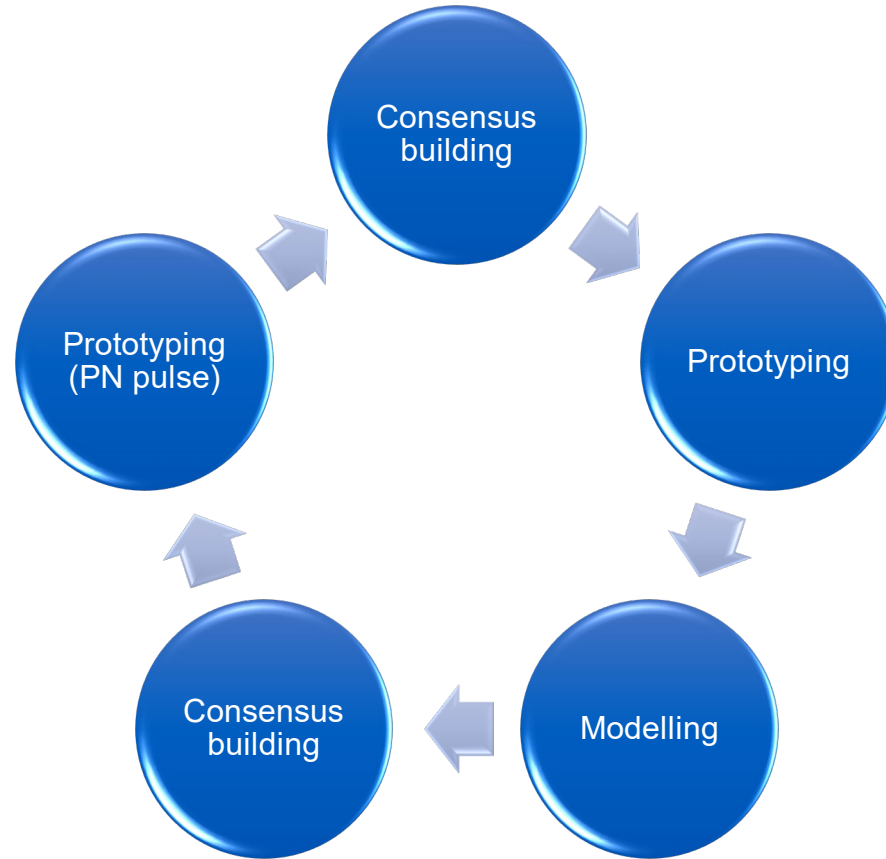 Consensus
building
Prototyping
Modelling
Consensus
building
Prototyping
(PN pulse)